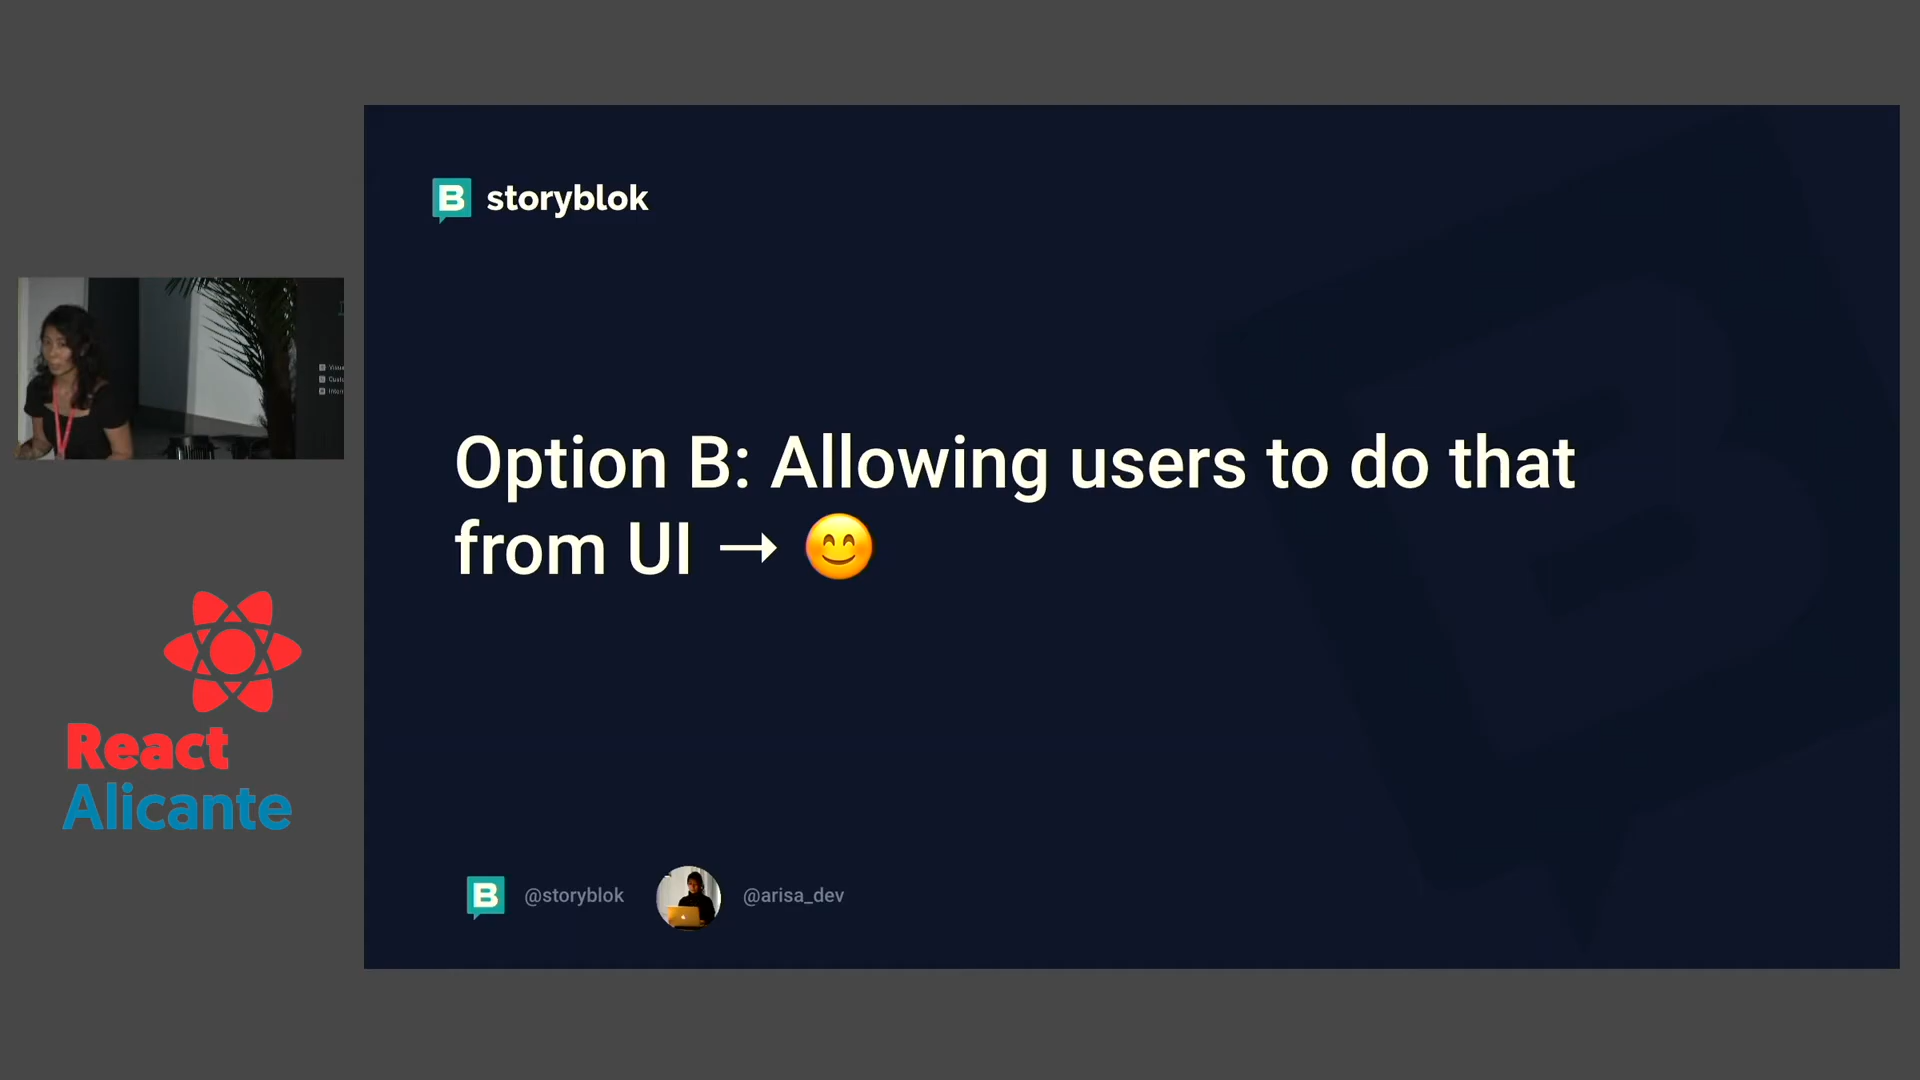 storyblok
Option B: Allowing users to do that
from UI → 😊
React
Alicante
@storyblok
@arisa_dev